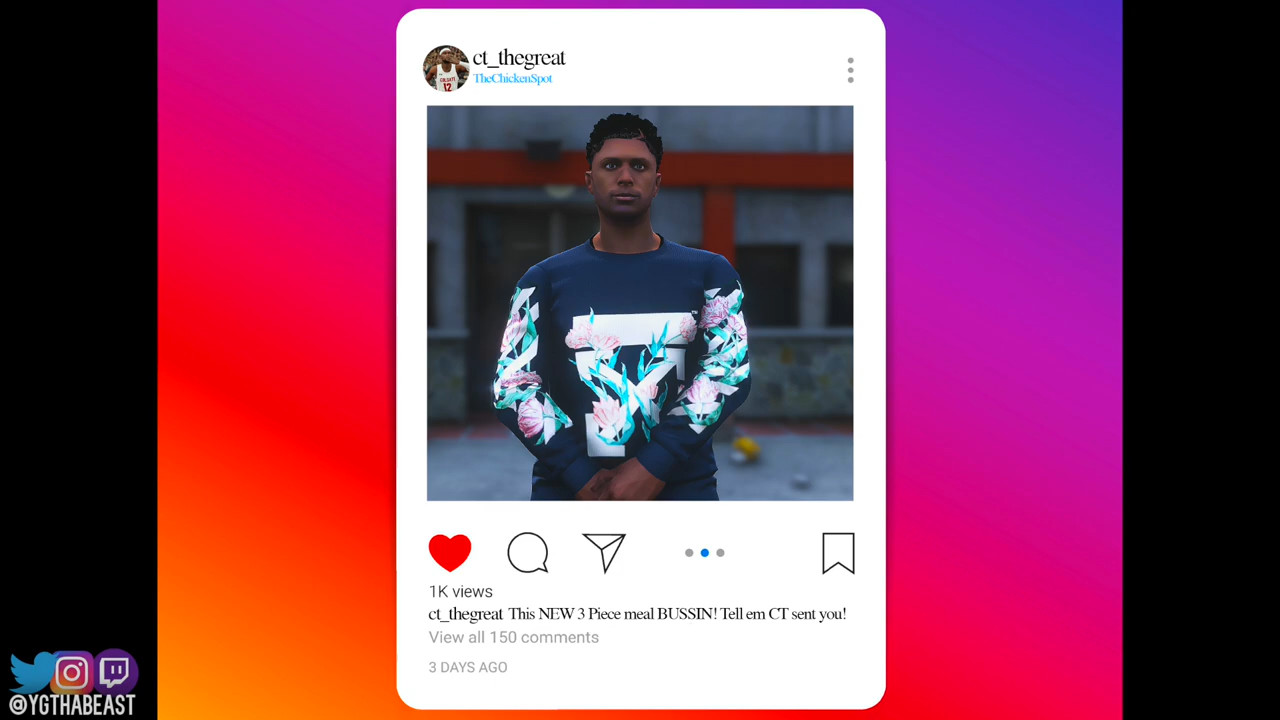 ct_thegreat
TheChickenSpot
1K views
ct_thegreat This NEW 3 Piece meal BUSSIN! Tell em CT sent you!
View all 150 comments
3 DAYS AGO
@YGTHABEAST